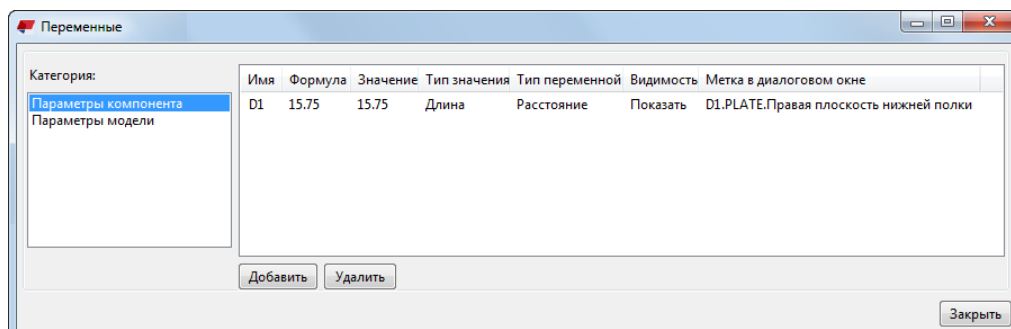 Переменные
Категория:
Параметры компонента
Параметры модели
Имя Формула Значение Тип значения Тип переменной Видимость Метка в диалоговом окне
D1 15.75 15.75 Длина Расстояние Показать D1.PLATE.Правая плоскость нижней полки
Добавить Удалить
Закрыть